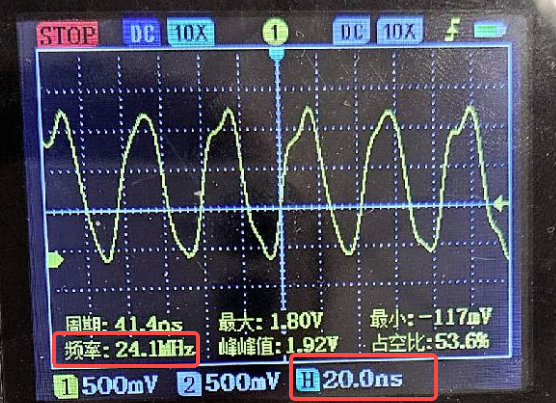 STOP DC 10X 1 DC 10X
周期: 41.4ns 最大: 1.80V 最小: -117mV
频率: 24.1MHz 峰峰值: 1.92V 占空比: 53.6%
1 500mV 2 500mV H 20.0ns